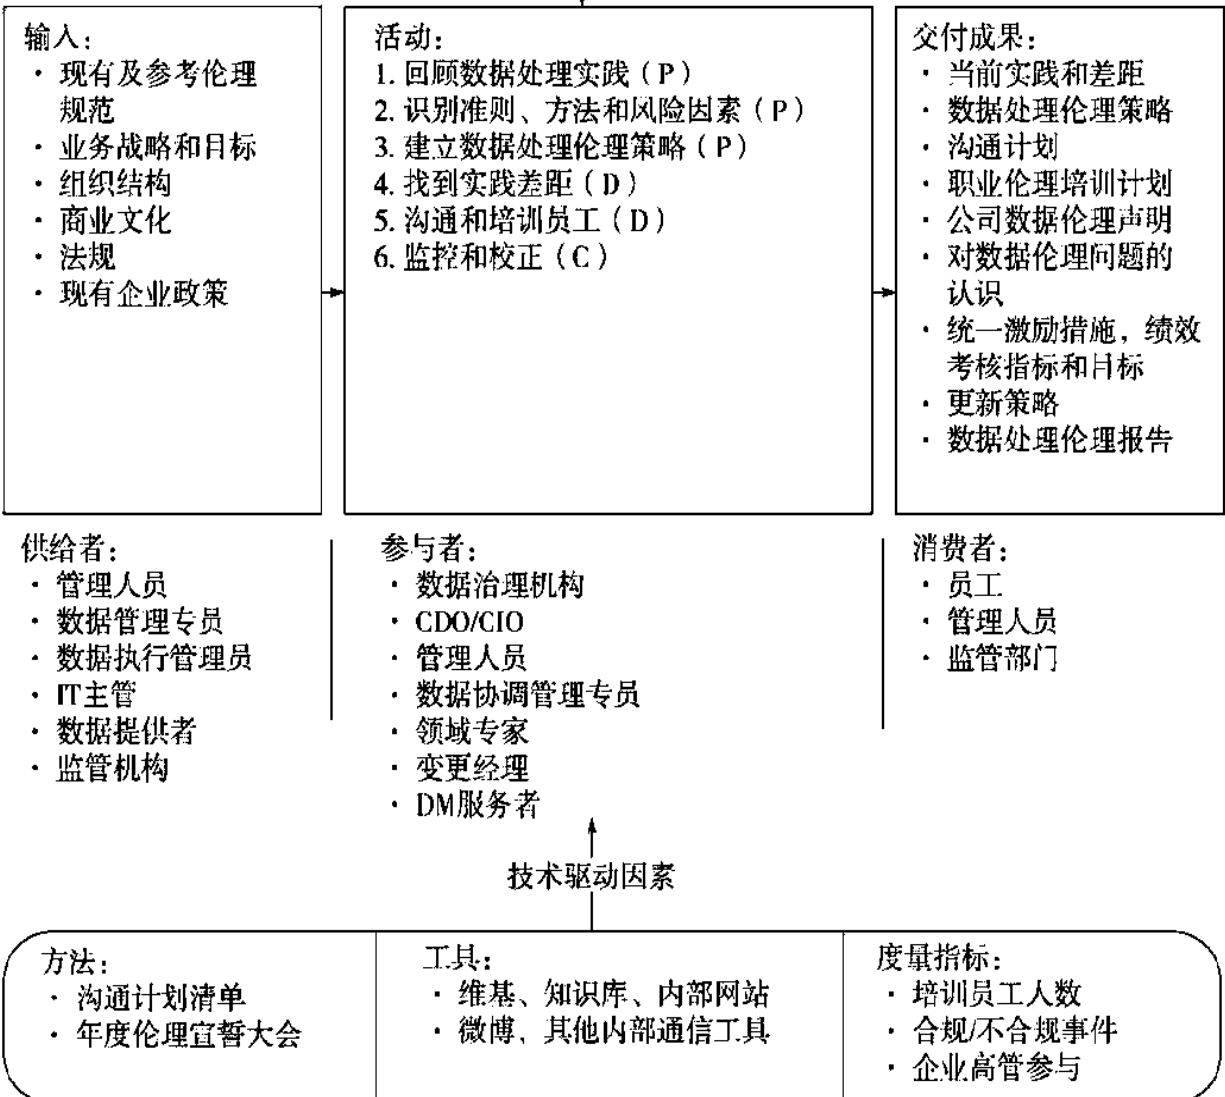 输入：
· 现有及参考伦理
规范
· 业务战略和目标
· 组织结构
· 商业文化
· 法规
· 现有企业政策
活动：
1. 回顾数据处理实践（P）
2. 识别准则、方法和风险因素（P）
3. 建立数据处理伦理策略（P）
4. 找到实践差距（D）
5. 沟通和培训员工（D）
6. 监控和校正（C）
交付成果：
· 当前实践和差距
· 数据处理伦理策略
· 沟通计划
· 职业伦理培训计划
· 公司数据伦理声明
· 对数据伦理问题的
认识
· 统一激励措施，绩效
考核指标和目标
· 更新策略
· 数据处理伦理报告
供给者：
· 管理人员
· 数据管理专员
· 数据执行管理员
· IT主管
· 数据提供者
· 监管机构
参与者：
· 数据治理机构
· CDO/CIO
· 管理人员
· 数据协调管理专员
· 领域专家
· 变更经理
· DM服务者
消费者：
· 员工
· 管理人员
· 监管部门
技术驱动因素
方法：
· 沟通计划清单
· 年度伦理宣誓大会
工具：
· 维基、知识库、内部网站
· 微博、其他内部通信工具
度量指标：
· 培训员工人数
· 合规/不合规事件
· 企业高管参与